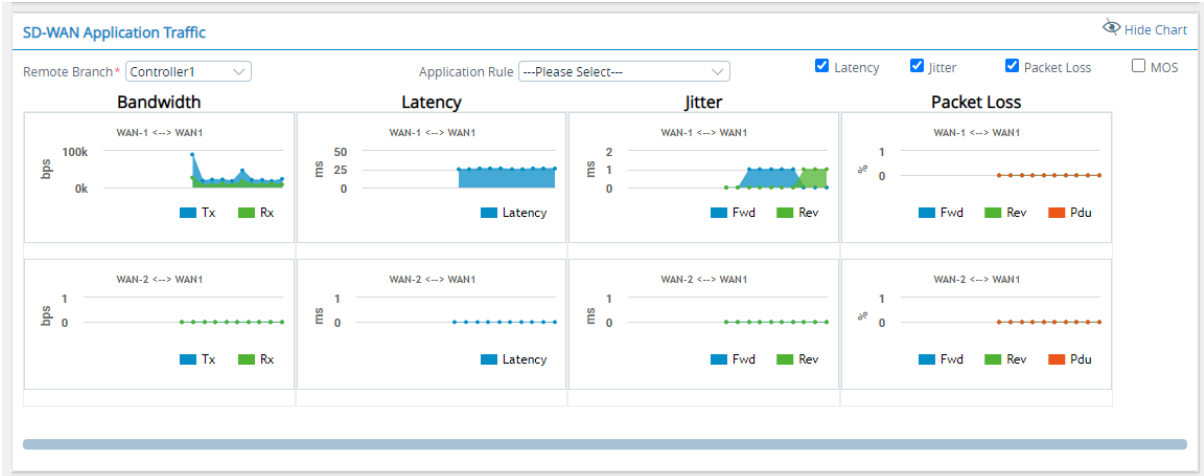 SD-WAN Application Traffic
Hide Chart
Remote Branch* Controller1
Application Rule ---Please Select---
Latency
Jitter
Packet Loss
MOS
Bandwidth
Latency
Jitter
Packet Loss
WAN-1 <--> WAN1
100k
0k
bps
Tx Rx
WAN-1 <--> WAN1
50
25
0
ms
Latency
WAN-1 <--> WAN1
2
1
0
ms
Fwd Rev
WAN-1 <--> WAN1
1
0
%
Fwd Rev Pdu
WAN-2 <--> WAN1
1
0
bps
Tx Rx
WAN-2 <--> WAN1
1
0
ms
Latency
WAN-2 <--> WAN1
1
0
ms
Fwd Rev
WAN-2 <--> WAN1
1
0
%
Fwd Rev Pdu